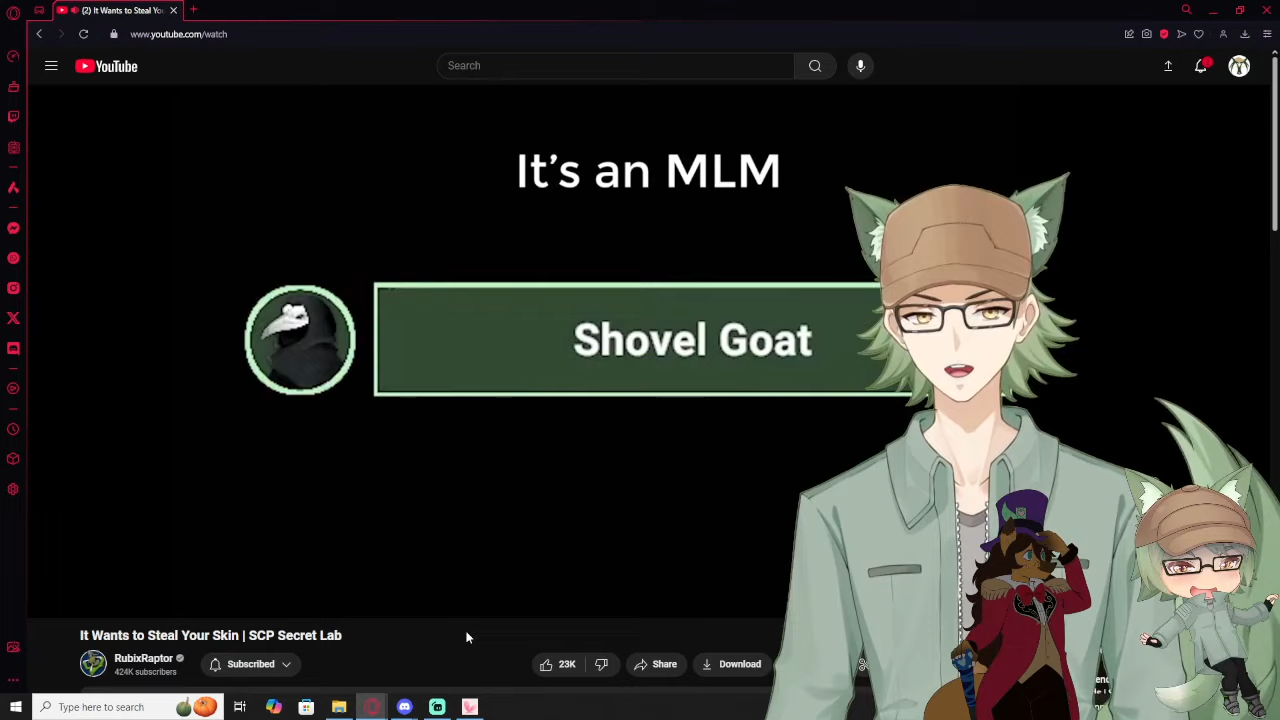 (2) It Wants to Steal You
www.youtube.com/watch
YouTube
Search
It's an MLM
Shovel Goat
It Wants to Steal Your Skin | SCP Secret Lab
RubixRaptor
424K subscribers
Subscribed
23K
Share
Download
Type here to search